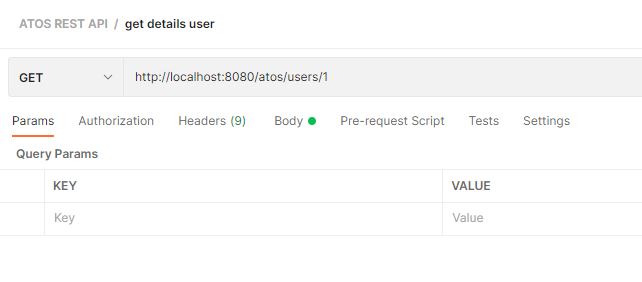 ATOS REST API / get details user
GET http://localhost:8080/atos/users/1
Params Authorization Headers (9) Body Pre-request Script Tests Settings
Query Params
KEY VALUE
Key Value